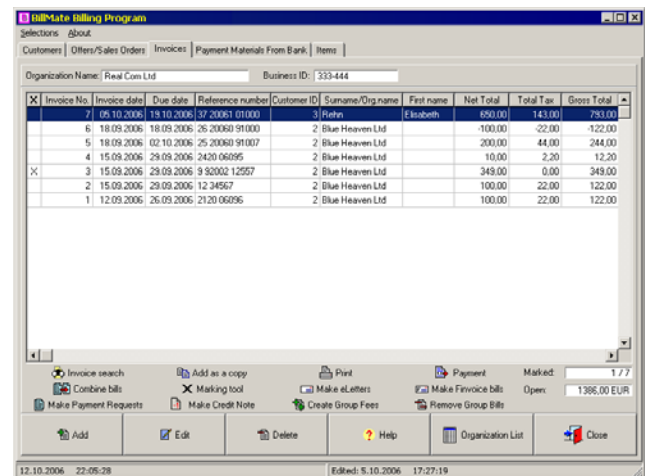 BillMate Billing Program
Selections About
Customers Offers/Sales Orders Invoices Payment Materials From Bank Items
Organization Name: Real Com Ltd Business ID: 333-444
X Invoice No. Invoice date Due date Reference number Customer ID Surname/Org.name First name Net Total Total Tax Gross Total
7 05.10.2006 19.10.2006 37 20061 01000 3 Rehn Elisabeth 650,00 143,00 793,00
6 18.09.2006 18.09.2006 26 20060 91000 2 Blue Heaven Ltd -100,00 -22,00 -122,00
5 18.09.2006 02.10.2006 25 20060 91007 2 Blue Heaven Ltd 200,00 44,00 244,00
4 15.09.2006 29.09.2006 2420 06095 2 Blue Heaven Ltd 10,00 2,20 12,20
X 3 15.09.2006 29.09.2006 9 92002 12557 2 Blue Heaven Ltd 349,00 0,00 349,00
2 15.09.2006 29.09.2006 12 34567 2 Blue Heaven Ltd 100,00 22,00 122,00
1 12.09.2006 26.09.2006 2120 06096 2 Blue Heaven Ltd 100,00 22,00 122,00
Invoice search Add as a copy Print Payment Marked: 1 / 7
Combine bills Marking tool Make eLetters Make Finvoice bills Open: 1386,00 EUR
Make Payment Requests Make Credit Note Create Group Fees Remove Group Bills
Add Edit Delete Help Organization List Close
12.10.2006 22:05:28 Edited: 5.10.2006 17:27:19